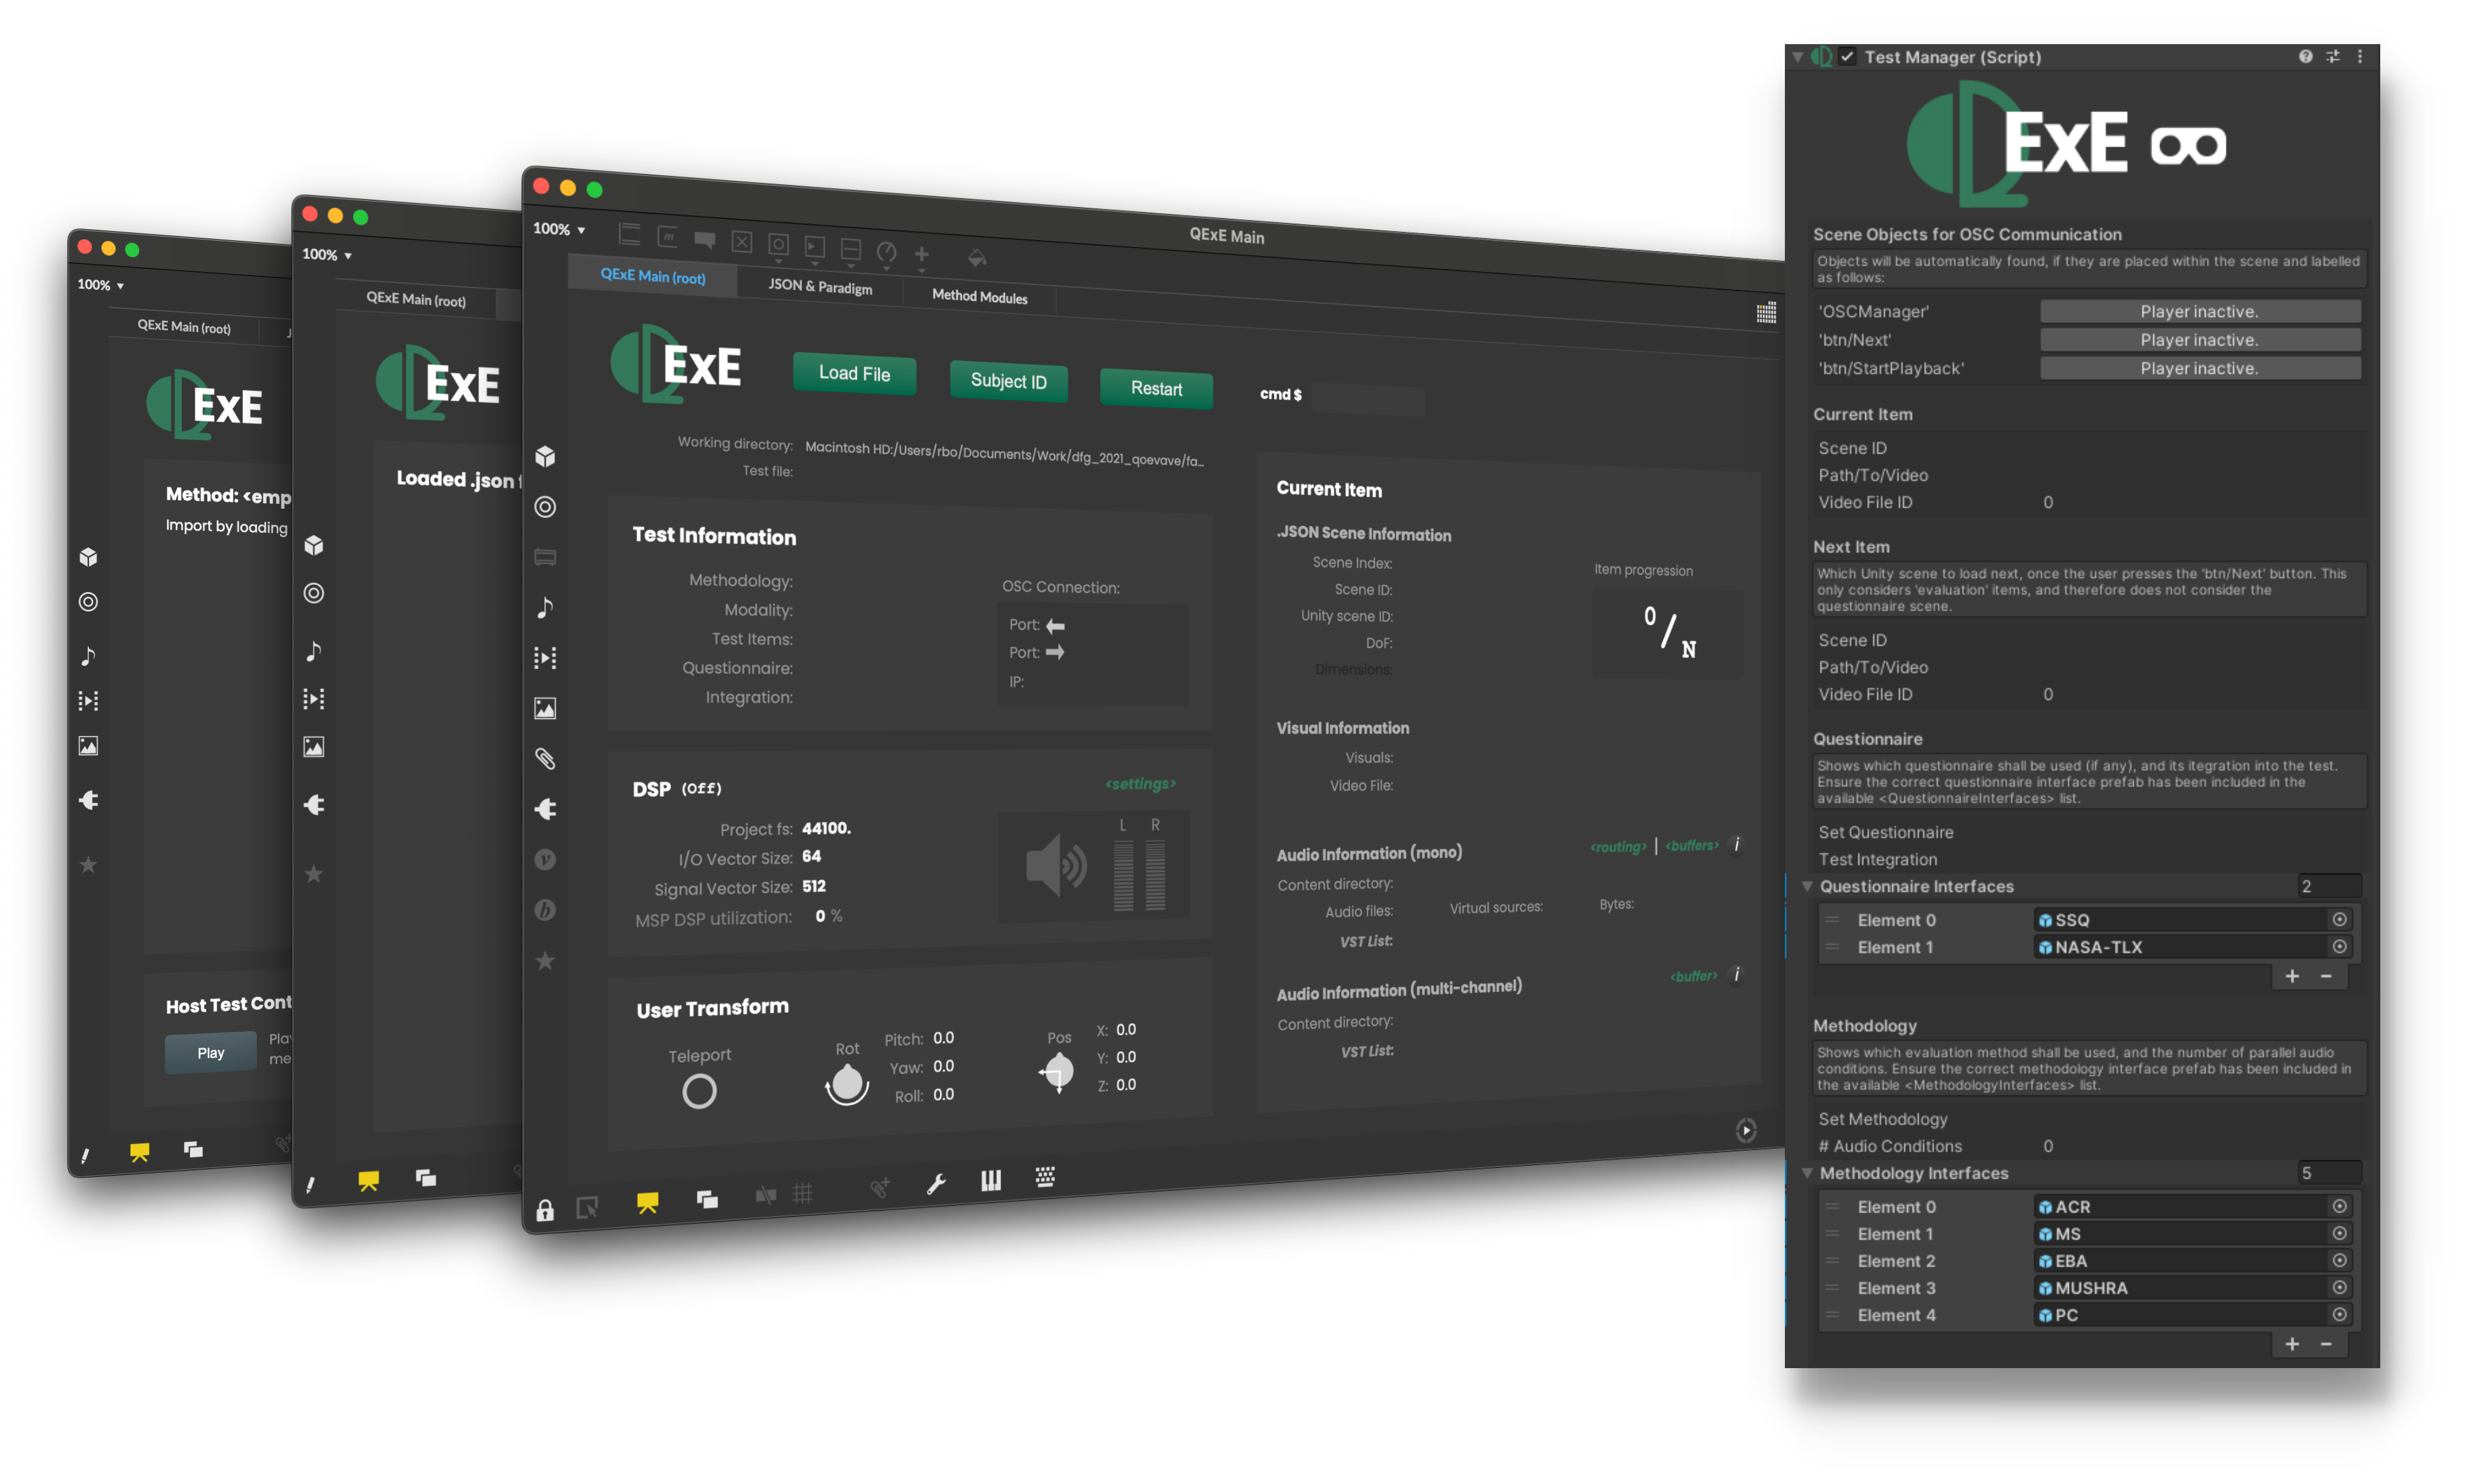 100%
QExE Main (root)
J
ExE
Method: <emp
Import by loading
Host Test Cont
Play
Pla
me
100%
QExE Main (root)
ExE
Loaded .json f
QExE Main
100%
QExE Main (root)
JSON & Paradigm
Method Modules
ExE
Load File
Subject ID
Restart
cmd $
Working directory: Macintosh HD:/Users/rbo/Documents/Work/dfg_2021_qoevave/fa...
Test file:
Test Information
Methodology:
Modality:
Test Items:
Questionnaire:
Integration:
OSC Connection:
Port:
Port:
IP:
DSP (Off)
<settings>
Project fs: 44100.
I/O Vector Size: 64
Signal Vector Size: 512
MSP DSP utilization: 0 %
L R
User Transform
Teleport
Rot
Pitch: 0.0
Yaw: 0.0
Roll: 0.0
Pos
X: 0.0
Y: 0.0
Z: 0.0
Current Item
.JSON Scene Information
Scene Index:
Scene ID:
Unity scene ID:
DoF:
Dimensions:
Item progression
0/N
Visual Information
Visuals:
Video File:
Audio Information (mono)
<routing> | <buffers> i
Content directory:
Audio files:
Virtual sources:
Bytes:
VST List:
Audio Information (multi-channel)
<buffer> i
Content directory:
VST List:
Test Manager (Script)
ExE
Scene Objects for OSC Communication
Objects will be automatically found, if they are placed within the scene and labelled
as follows:
'OSCManager' Player inactive.
'btn/Next' Player inactive.
'btn/StartPlayback' Player inactive.
Current Item
Scene ID
Path/To/Video
Video File ID 0
Next Item
Which Unity scene to load next, once the user presses the 'btn/Next' button. This
only considers 'evaluation' items, and therefore does not consider the
questionnaire scene.
Scene ID
Path/To/Video
Video File ID 0
Questionnaire
Shows which questionnaire shall be used (if any), and its itegration into the test.
Ensure the correct questionnaire interface prefab has been included in the
available <QuestionnaireInterfaces> list.
Set Questionnaire
Test Integration
Questionnaire Interfaces 2
Element 0 SSQ
Element 1 NASA-TLX
+ −
Methodology
Shows which evaluation method shall be used, and the number of parallel audio
conditions. Ensure the correct methodology interface prefab has been included in
the available <MethodologyInterfaces> list.
Set Methodology
# Audio Conditions 0
Methodology Interfaces 5
Element 0 ACR
Element 1 MS
Element 2 EBA
Element 3 MUSHRA
Element 4 PC
+ −